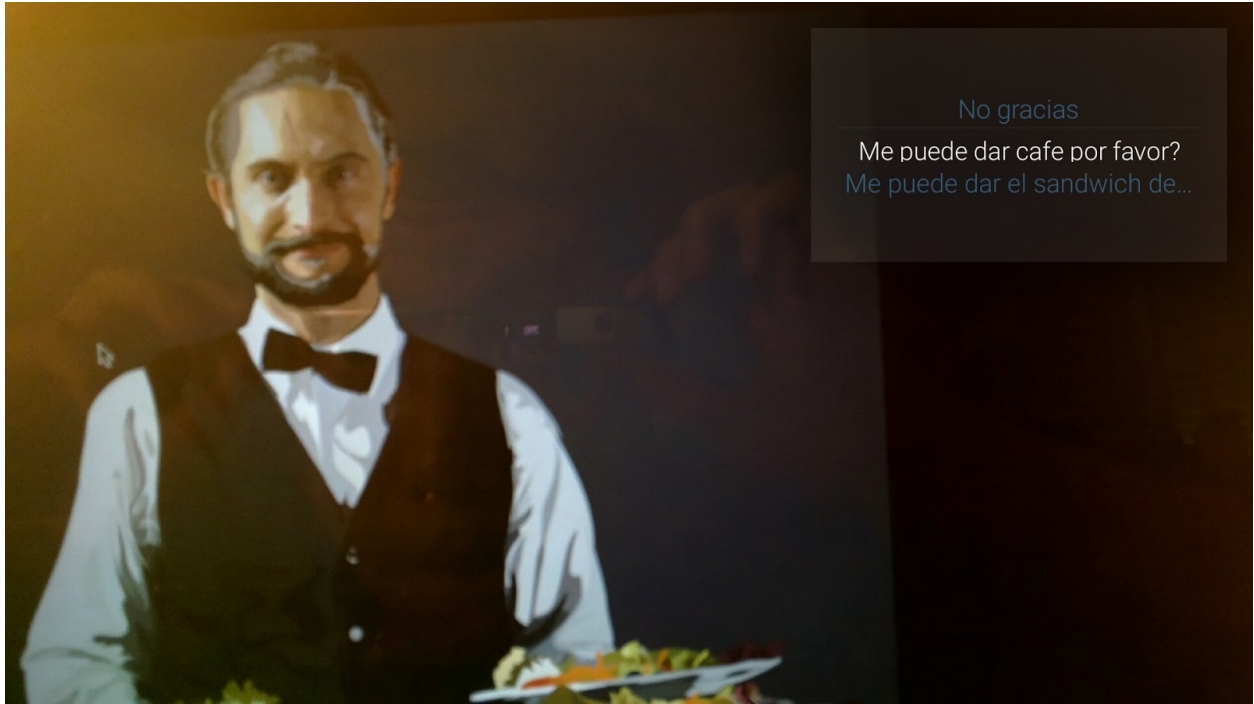 No gracias
Me puede dar cafe por favor?
Me puede dar el sandwich de...